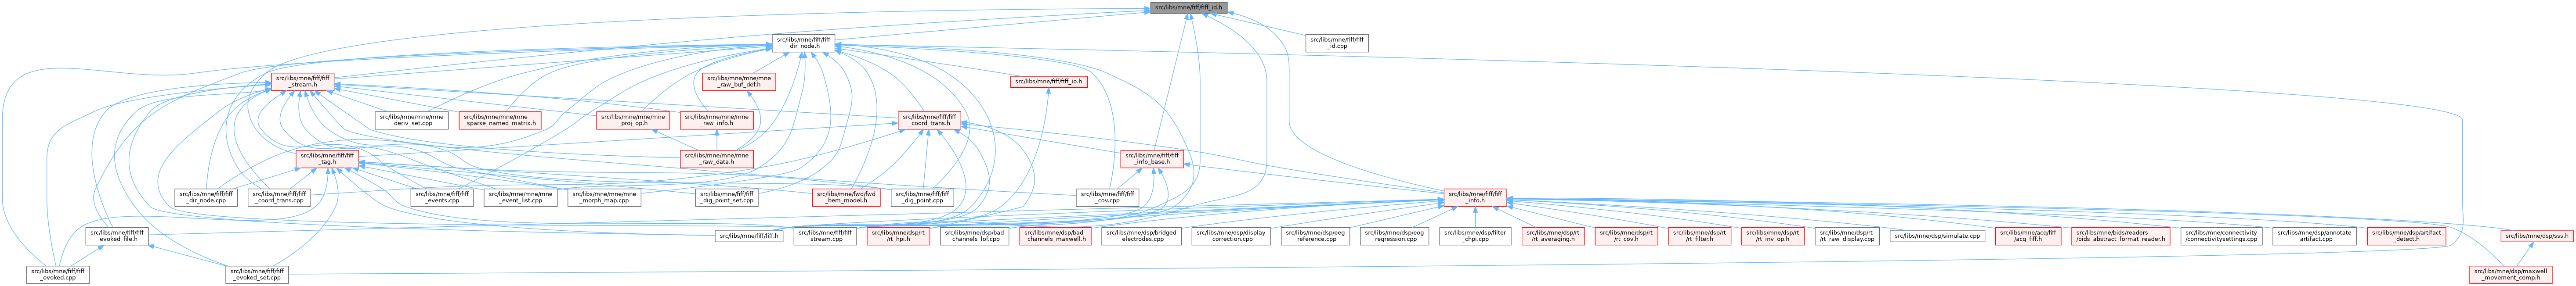 src/libs/mne/fiff/fiff_id.h
src/libs/mne/fiff/fiff
_dir_node.h
src/libs/mne/fiff/fiff
_id.cpp
src/libs/mne/fiff/fiff
_stream.h
src/libs/mne/mne/mne
_raw_buf_def.h
src/libs/mne/fiff/fiff_io.h
src/libs/mne/mne/mne
_deriv_set.cpp
src/libs/mne/mne/mne
_sparse_named_matrix.h
src/libs/mne/mne/mne
_proj_op.h
src/libs/mne/mne/mne
_raw_info.h
src/libs/mne/fiff/fiff
_coord_trans.h
src/libs/mne/fiff/fiff
_tag.h
src/libs/mne/mne/mne
_raw_data.h
src/libs/mne/fiff/fiff
_info_base.h
src/libs/mne/fiff/fiff
_dir_node.cpp
src/libs/mne/fiff/fiff
_coord_trans.cpp
src/libs/mne/fiff/fiff
_events.cpp
src/libs/mne/mne/mne
_event_list.cpp
src/libs/mne/mne/mne
_morph_map.cpp
src/libs/mne/fiff/fiff
_dig_point_set.cpp
src/libs/mne/fwd/fwd
_bem_model.h
src/libs/mne/fiff/fiff
_dig_point.cpp
src/libs/mne/fiff/fiff
_cov.cpp
src/libs/mne/fiff/fiff
_info.h
src/libs/mne/fiff/fiff
_evoked_file.h
src/libs/mne/fiff/fiff.h
src/libs/mne/fiff/fiff
_stream.cpp
src/libs/mne/dsp/rt
/rt_hpi.h
src/libs/mne/dsp/bad
_channels_lof.cpp
src/libs/mne/dsp/bad
_channels_maxwell.h
src/libs/mne/dsp/bridged
_electrodes.cpp
src/libs/mne/dsp/display
_correction.cpp
src/libs/mne/dsp/eeg
_reference.cpp
src/libs/mne/dsp/eog
_regression.cpp
src/libs/mne/dsp/filter
_chpi.cpp
src/libs/mne/dsp/rt
/rt_averaging.h
src/libs/mne/dsp/rt
/rt_cov.h
src/libs/mne/dsp/rt
/rt_filter.h
src/libs/mne/dsp/rt
/rt_inv_op.h
src/libs/mne/dsp/rt
/rt_raw_display.cpp
src/libs/mne/dsp/simulate.cpp
src/libs/mne/acq/fiff
/acq_fiff.h
src/libs/mne/bids/readers
/bids_abstract_format_reader.h
src/libs/mne/connectivity
/connectivitysettings.cpp
src/libs/mne/dsp/annotate
_artifact.cpp
src/libs/mne/dsp/artifact
_detect.h
src/libs/mne/dsp/sss.h
src/libs/mne/fiff/fiff
_evoked.cpp
src/libs/mne/fiff/fiff
_evoked_set.cpp
src/libs/mne/dsp/maxwell
_movement_comp.h